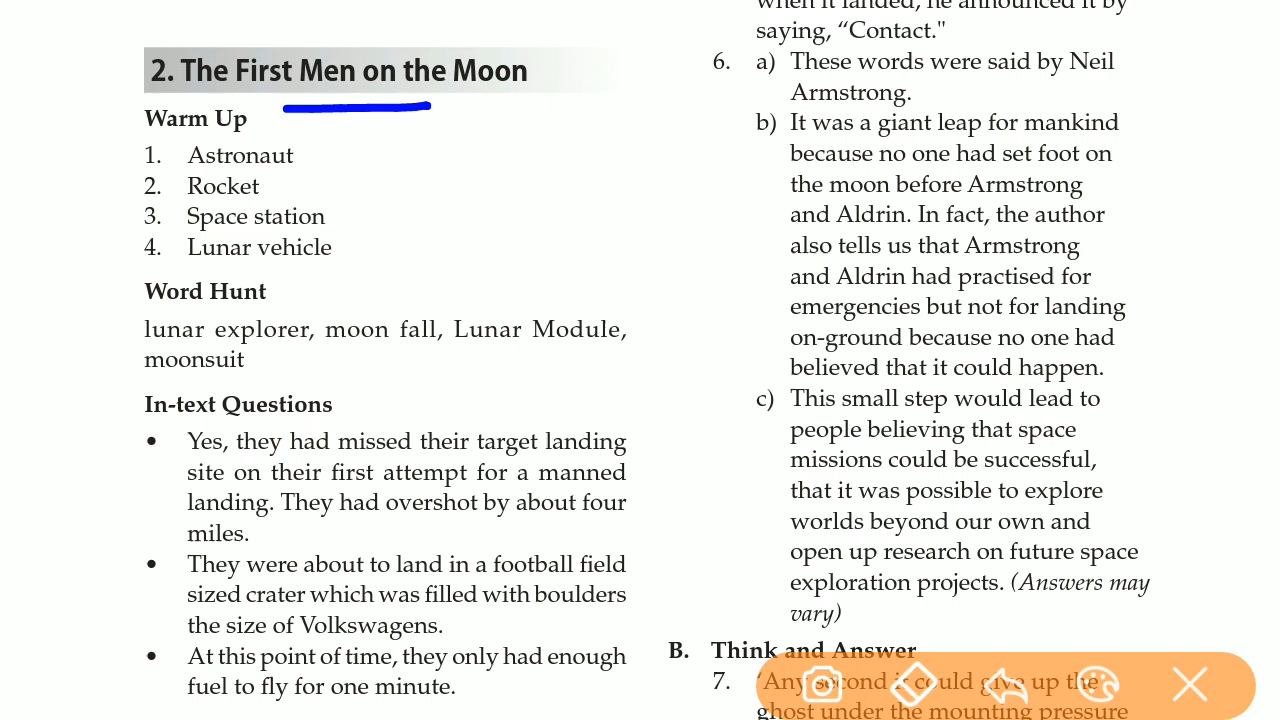 2. The First Men on the Moon
Warm Up
1. Astronaut
2. Rocket
3. Space station
4. Lunar vehicle
Word Hunt
lunar explorer, moon fall, Lunar Module,
moonsuit
In-text Questions
• Yes, they had missed their target landing
site on their first attempt for a manned
landing. They had overshot by about four
miles.
• They were about to land in a football field
sized crater which was filled with boulders
the size of Volkswagens.
• At this point of time, they only had enough
fuel to fly for one minute.
when it landed, he announced it by
saying, “Contact."
6. a) These words were said by Neil
Armstrong.
b) It was a giant leap for mankind
because no one had set foot on
the moon before Armstrong
and Aldrin. In fact, the author
also tells us that Armstrong
and Aldrin had practised for
emergencies but not for landing
on-ground because no one had
believed that it could happen.
c) This small step would lead to
people believing that space
missions could be successful,
that it was possible to explore
worlds beyond our own and
open up research on future space
exploration projects. (Answers may
vary)
B. Think and Answer
7. ‘Any second it could give up the
ghost under the mounting pressure